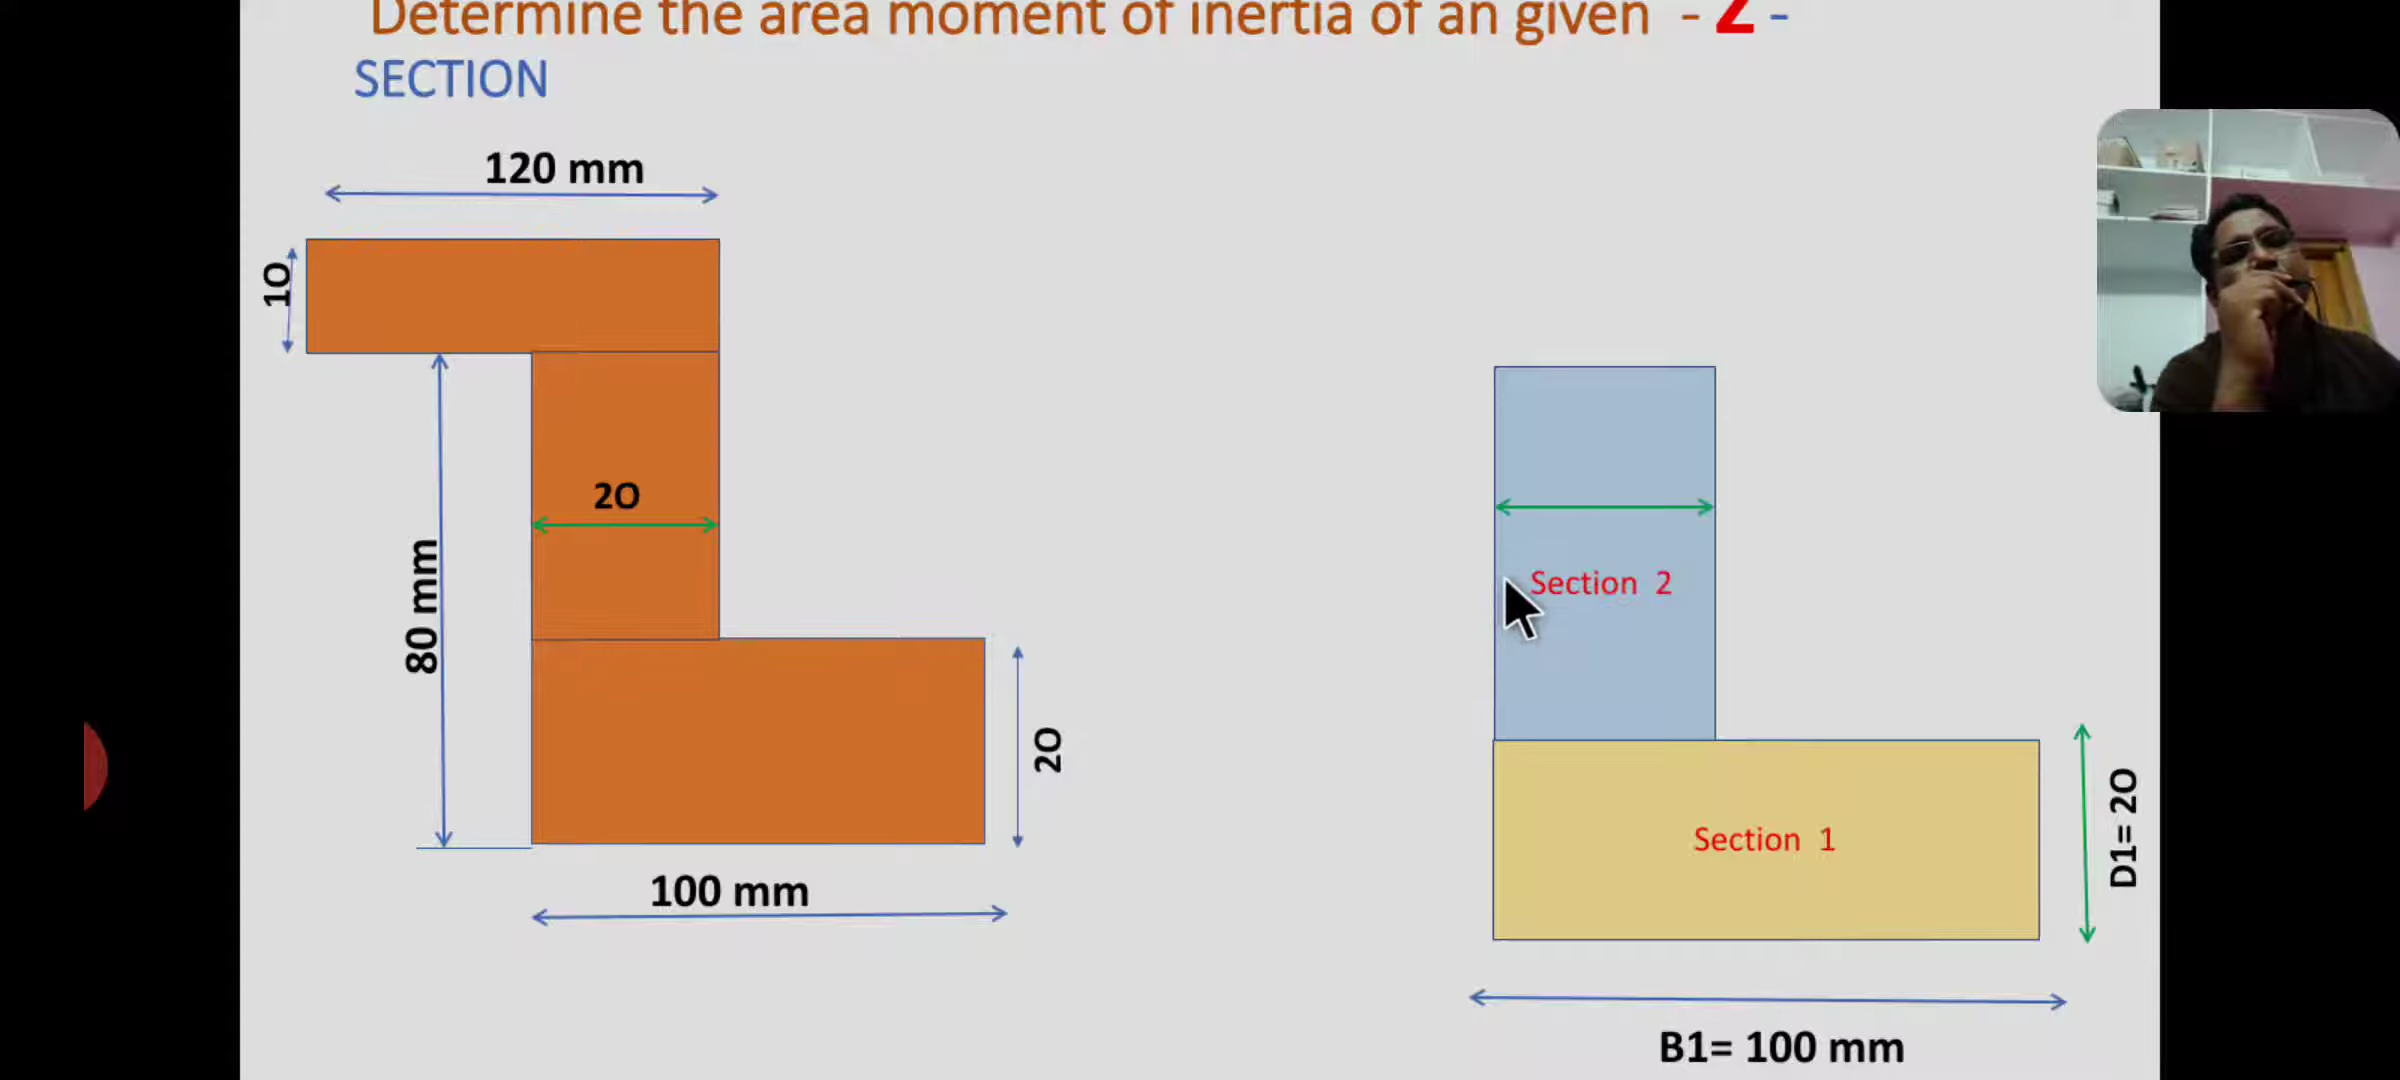 Determine the area moment of inertia of an given - Z -
SECTION
120 mm
10
20
80 mm
20
100 mm
Section 2
Section 1
D1= 20
B1= 100 mm